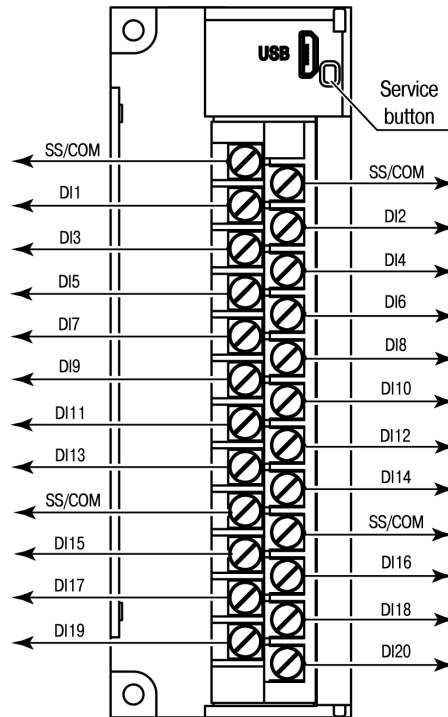 USB
Service
button
SS/COM
SS/COM
DI1
DI2
DI3
DI4
DI5
DI6
DI7
DI8
DI9
DI10
DI11
DI12
DI13
DI14
SS/COM
SS/COM
DI15
DI16
DI17
DI18
DI19
DI20